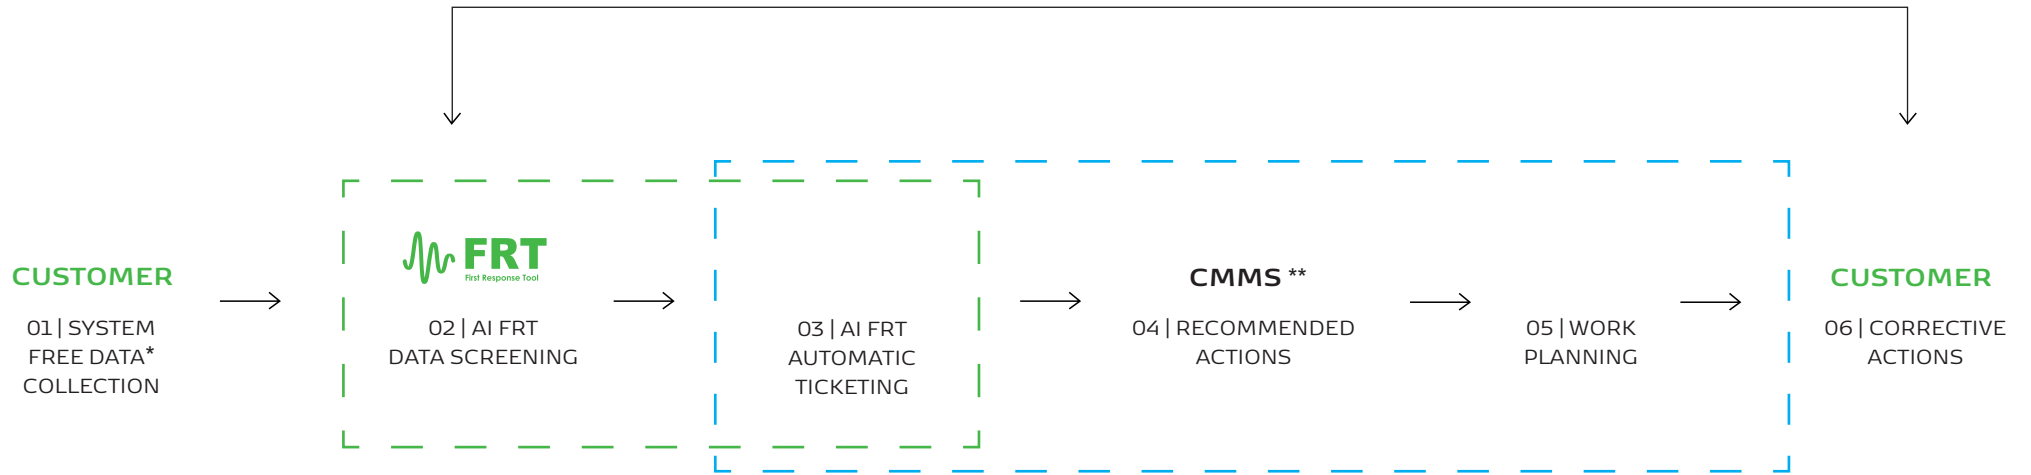 CUSTOMER
01 | SYSTEM
FREE DATA*
COLLECTION
FRT
First Response Tool
02 | AI FRT
DATA SCREENING
03 | AI FRT
AUTOMATIC
TICKETING
CMMS **
04 | RECOMMENDED
ACTIONS
05 | WORK
PLANNING
CUSTOMER
06 | CORRECTIVE
ACTIONS